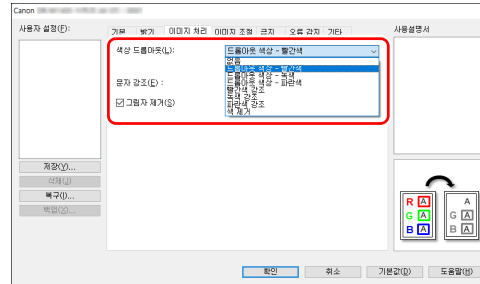 Canon
사용자 설정(F):
기본 밝기 이미지 처리 이미지 조절 급지 오류 감지 기타
사용설명서
색상 드롭아웃(L):
드롭아웃 색상 - 빨간색
없음
드롭아웃 색상 - 빨간색
드롭아웃 색상 - 녹색
드롭아웃 색상 - 파란색
빨간색 강조
녹색 강조
파란색 강조
색 제거
문자 강조(E) :
그림자 제거(S)
저장(Y)...
삭제(J)
복구(I)...
백업(X)...
R A A
G A G A
B A B A
확인 취소 기본값(D) 도움말(H)